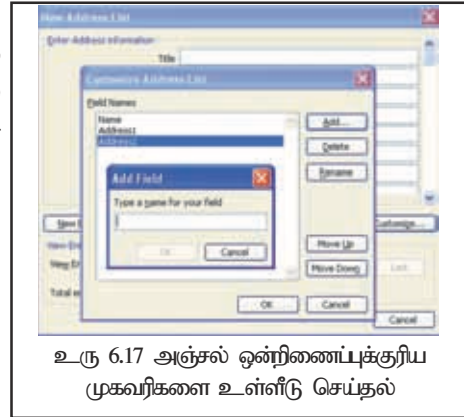 New Address List
Enter Address information
Title
Customize Address List
Field Names
Name
Address1
Address2
Add...
Delete
Rename
Add Field
Type a name for your field
OK
Cancel
Customize...
Move Up
Move Down
OK
Cancel
Cancel
உரு 6.17 அஞ்சல் ஒன்றிணைப்புக்குரிய
முகவரிகளை உள்ளீடு செய்தல்